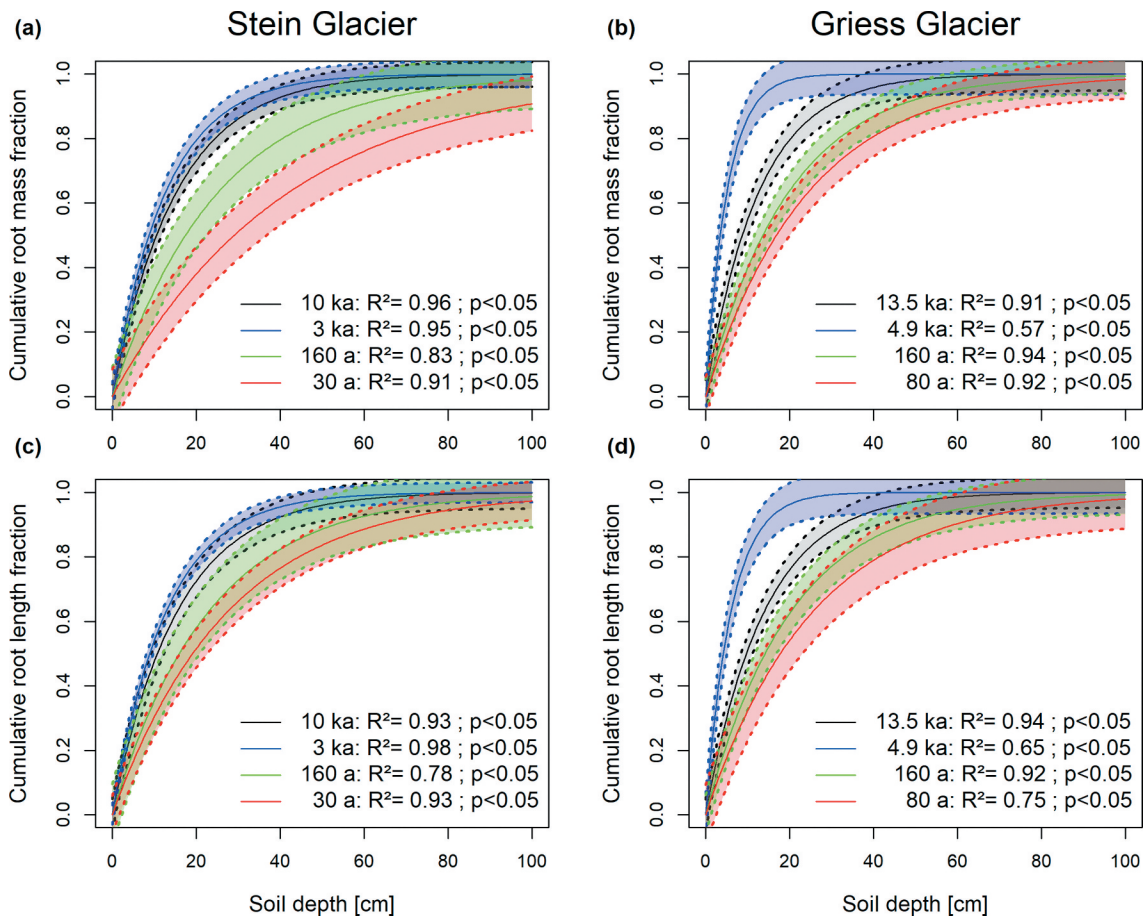 Stein Glacier
Griess Glacier
(a)
(b)
Cumulative root mass fraction
0.0 0.2 0.4 0.6 0.8 1.0
10 ka: R²= 0.96 ; p<0.05
3 ka: R²= 0.95 ; p<0.05
160 a: R²= 0.83 ; p<0.05
30 a: R²= 0.91 ; p<0.05
0 20 40 60 80 100
Cumulative root mass fraction
0.0 0.2 0.4 0.6 0.8 1.0
13.5 ka: R²= 0.91 ; p<0.05
4.9 ka: R²= 0.57 ; p<0.05
160 a: R²= 0.94 ; p<0.05
80 a: R²= 0.92 ; p<0.05
0 20 40 60 80 100
(c)
(d)
Cumulative root length fraction
0.0 0.2 0.4 0.6 0.8 1.0
10 ka: R²= 0.93 ; p<0.05
3 ka: R²= 0.98 ; p<0.05
160 a: R²= 0.78 ; p<0.05
30 a: R²= 0.93 ; p<0.05
0 20 40 60 80 100
Soil depth [cm]
Cumulative root length fraction
0.0 0.2 0.4 0.6 0.8 1.0
13.5 ka: R²= 0.94 ; p<0.05
4.9 ka: R²= 0.65 ; p<0.05
160 a: R²= 0.92 ; p<0.05
80 a: R²= 0.75 ; p<0.05
0 20 40 60 80 100
Soil depth [cm]